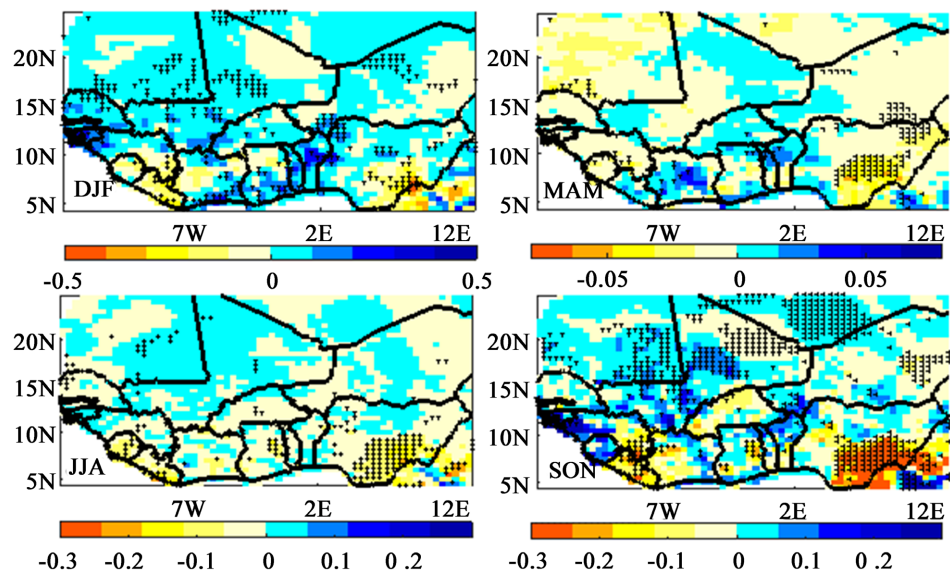 20N 20N
15N 15N
10N 10N
DJF MAM
5N 5N
7W 2E 12E 7W 2E 12E
-0.5 0 0.5 -0.05 0 0.05
20N 20N
15N 15N
10N 10N
JJA SON
5N 5N
7W 2E 12E 7W 2E 12E
-0.3 -0.2 -0.1 0 0.1 0.2 -0.3 -0.2 -0.1 0 0.1 0.2